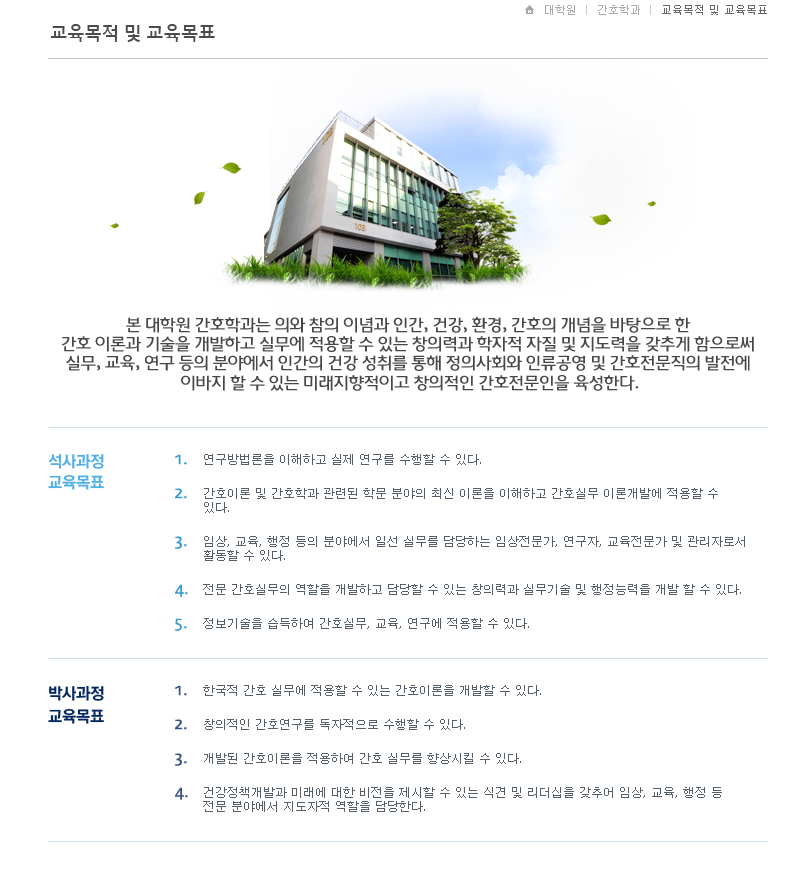 대학원 | 간호학과 | 교육목적 및 교육목표
교육목적 및 교육목표
103
103
본 대학원 간호학과는 의와 참의 이념과 인간, 건강, 환경, 간호의 개념을 바탕으로 한
간호 이론과 기술을 개발하고 실무에 적용할 수 있는 창의력과 학자적 자질 및 지도력을 갖추게 함으로써
실무, 교육, 연구 등의 분야에서 인간의 건강 성취를 통해 정의사회와 인류공영 및 간호전문직의 발전에
이바지 할 수 있는 미래지향적이고 창의적인 간호전문인을 육성한다.
석사과정
교육목표
1. 연구방법론을 이해하고 실제 연구를 수행할 수 있다.
2. 간호이론 및 간호학과 관련된 학문 분야의 최신 이론을 이해하고 간호실무 이론개발에 적용할 수
있다.
3. 임상, 교육, 행정 등의 분야에서 일선 실무를 담당하는 임상전문가, 연구자, 교육전문가 및 관리자로서
활동할 수 있다.
4. 전문 간호실무의 역할을 개발하고 담당할 수 있는 창의력과 실무기술 및 행정능력을 개발 할 수 있다.
5. 정보기술을 습득하여 간호실무, 교육, 연구에 적용할 수 있다.
박사과정
교육목표
1. 한국적 간호 실무에 적용할 수 있는 간호이론을 개발할 수 있다.
2. 창의적인 간호연구를 독자적으로 수행할 수 있다.
3. 개발된 간호이론을 적용하여 간호 실무를 향상시킬 수 있다.
4. 건강정책개발과 미래에 대한 비전을 제시할 수 있는 식견 및 리더십을 갖추어 임상, 교육, 행정 등
전문 분야에서 지도자적 역할을 담당한다.